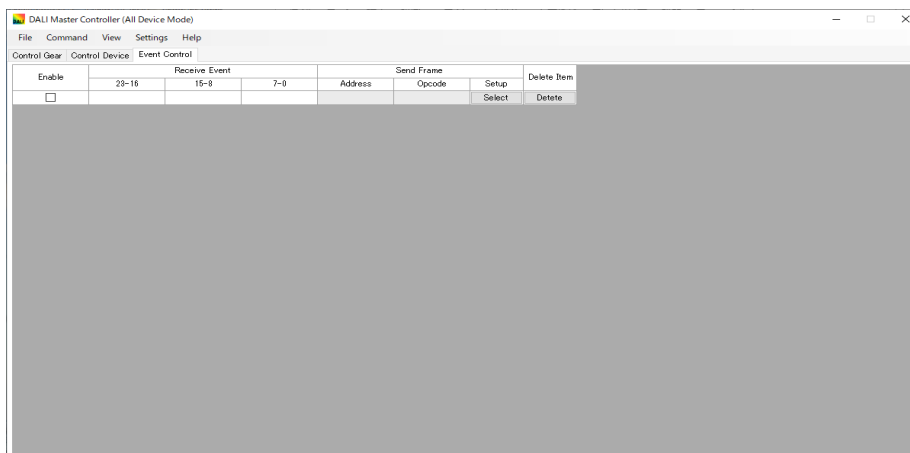 DALI Master Controller (All Device Mode)
File Command View Settings Help
Control Gear Control Device Event Control
Enable Receive Event Send Frame Delete Item
23-16 15-8 7-0 Address Opcode Setup
Select Detete